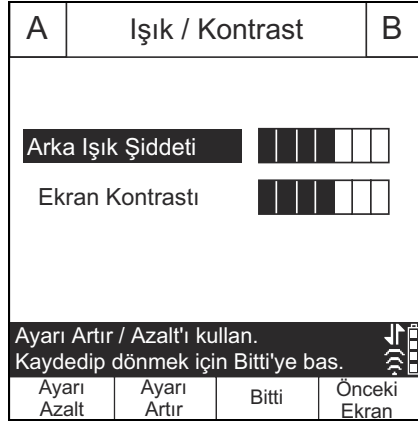 A Işık / Kontrast B
Arka Işık Şiddeti
Ekran Kontrastı
Ayarı Artır / Azalt'ı kullan.
Kaydedip dönmek için Bitti'ye bas.
Ayarı Azalt
Ayarı Artır
Bitti
Önceki Ekran